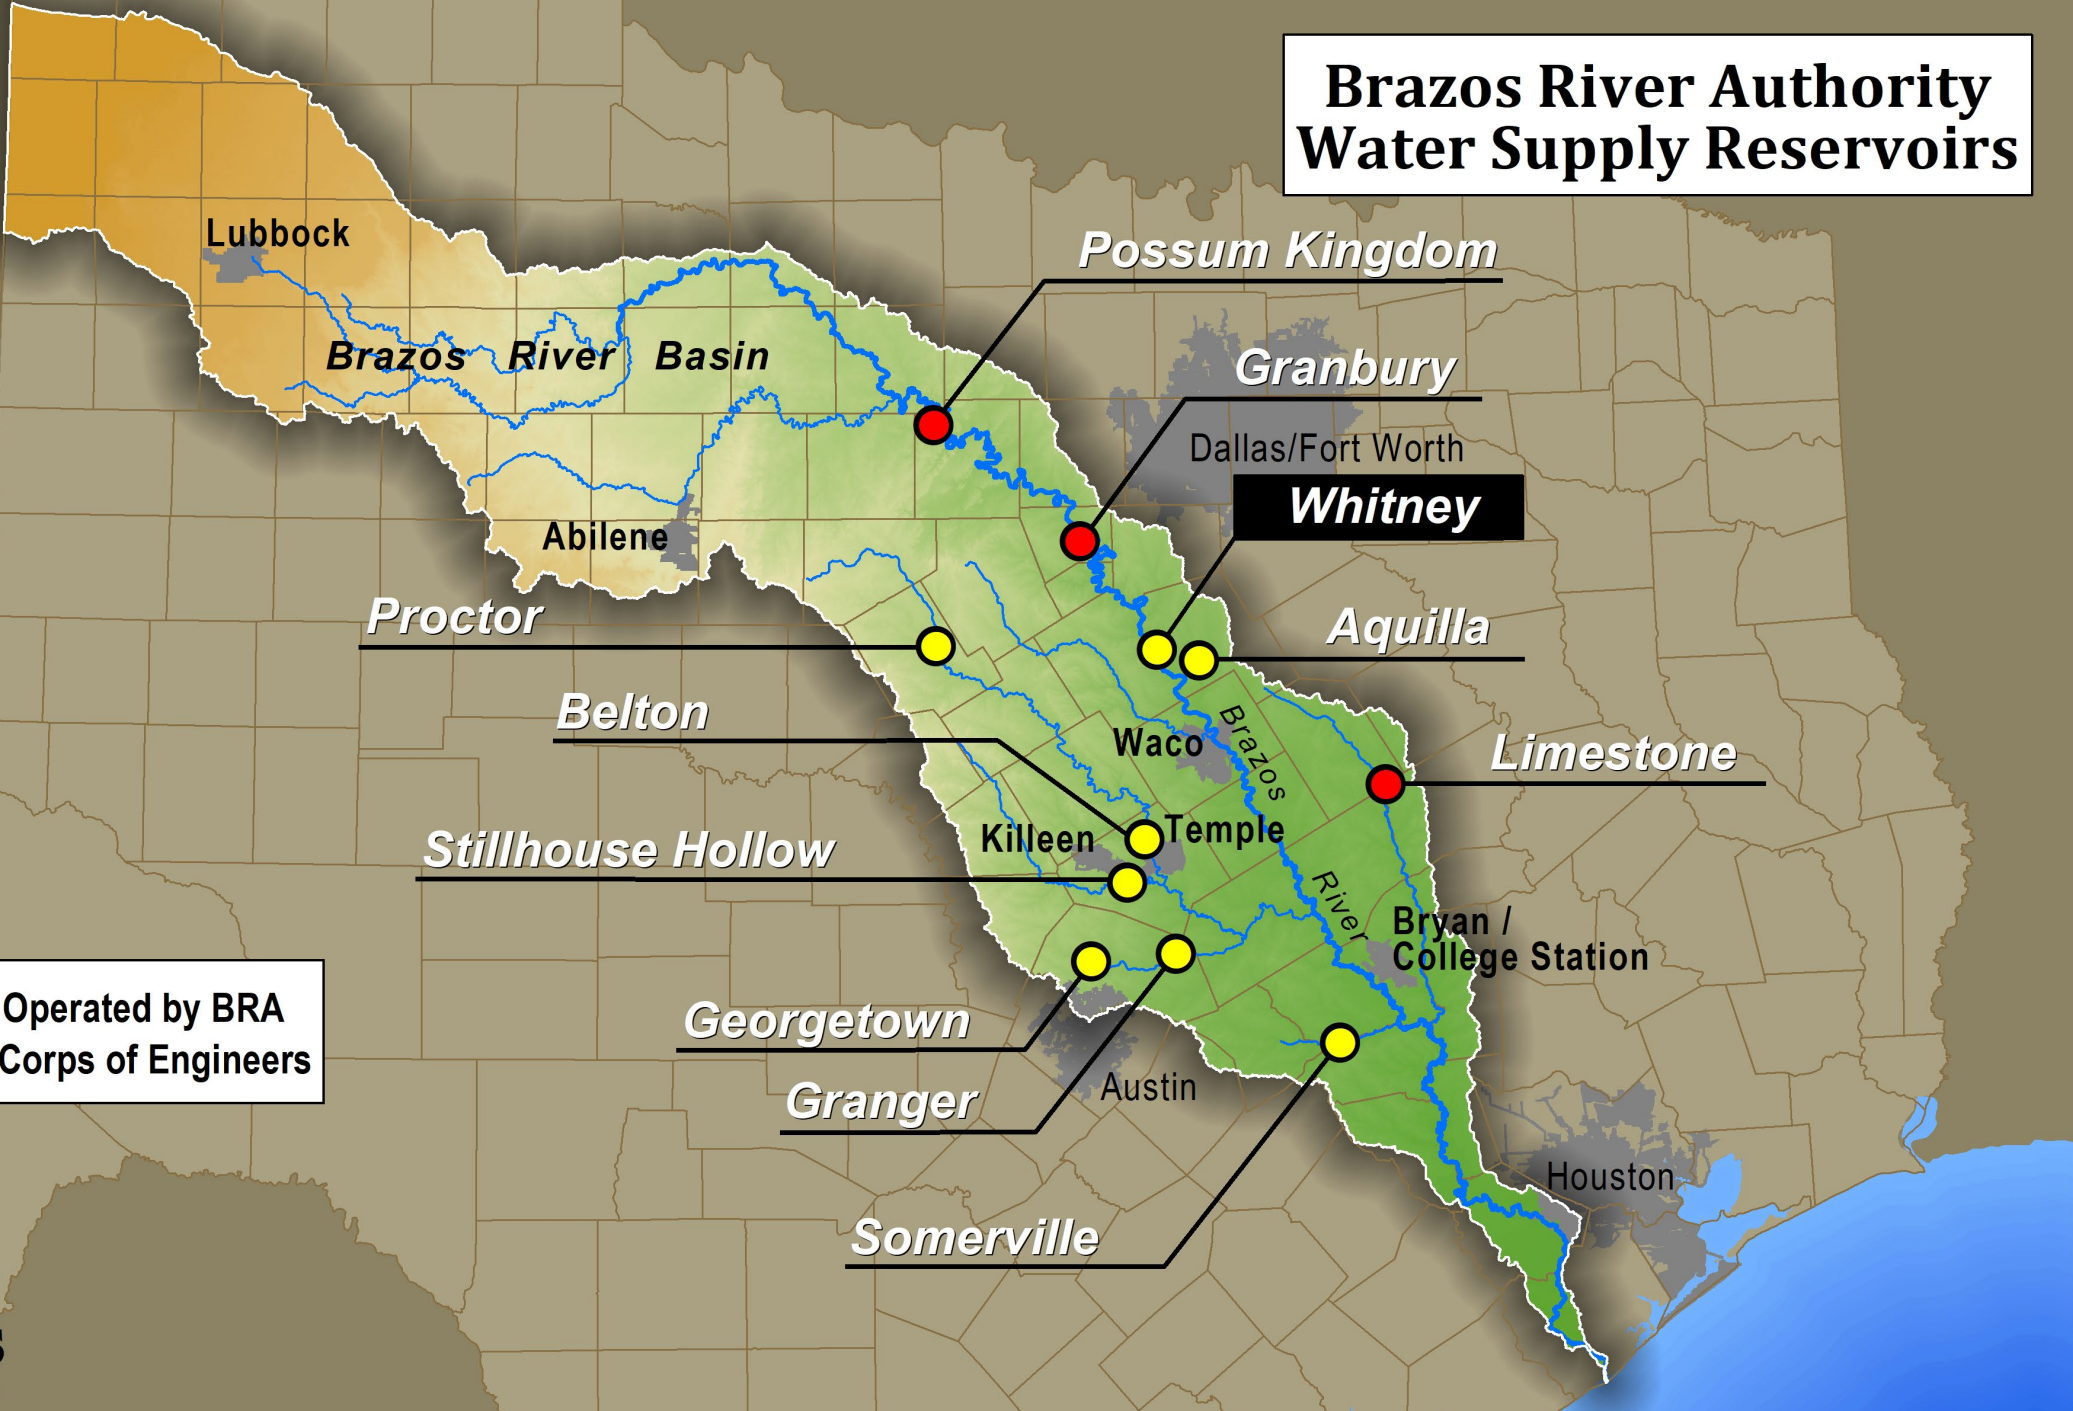 Brazos River Authority
Water Supply Reservoirs
Lubbock
Possum Kingdom
Brazos River Basin
Granbury
Dallas/Fort Worth
Whitney
Abilene
Proctor
Aquilla
Belton
Brazos
Waco
Limestone
Killeen
Temple
Stillhouse Hollow
River
Bryan /
College Station
Operated by BRA
Corps of Engineers
Georgetown
Austin
Granger
Houston
Somerville